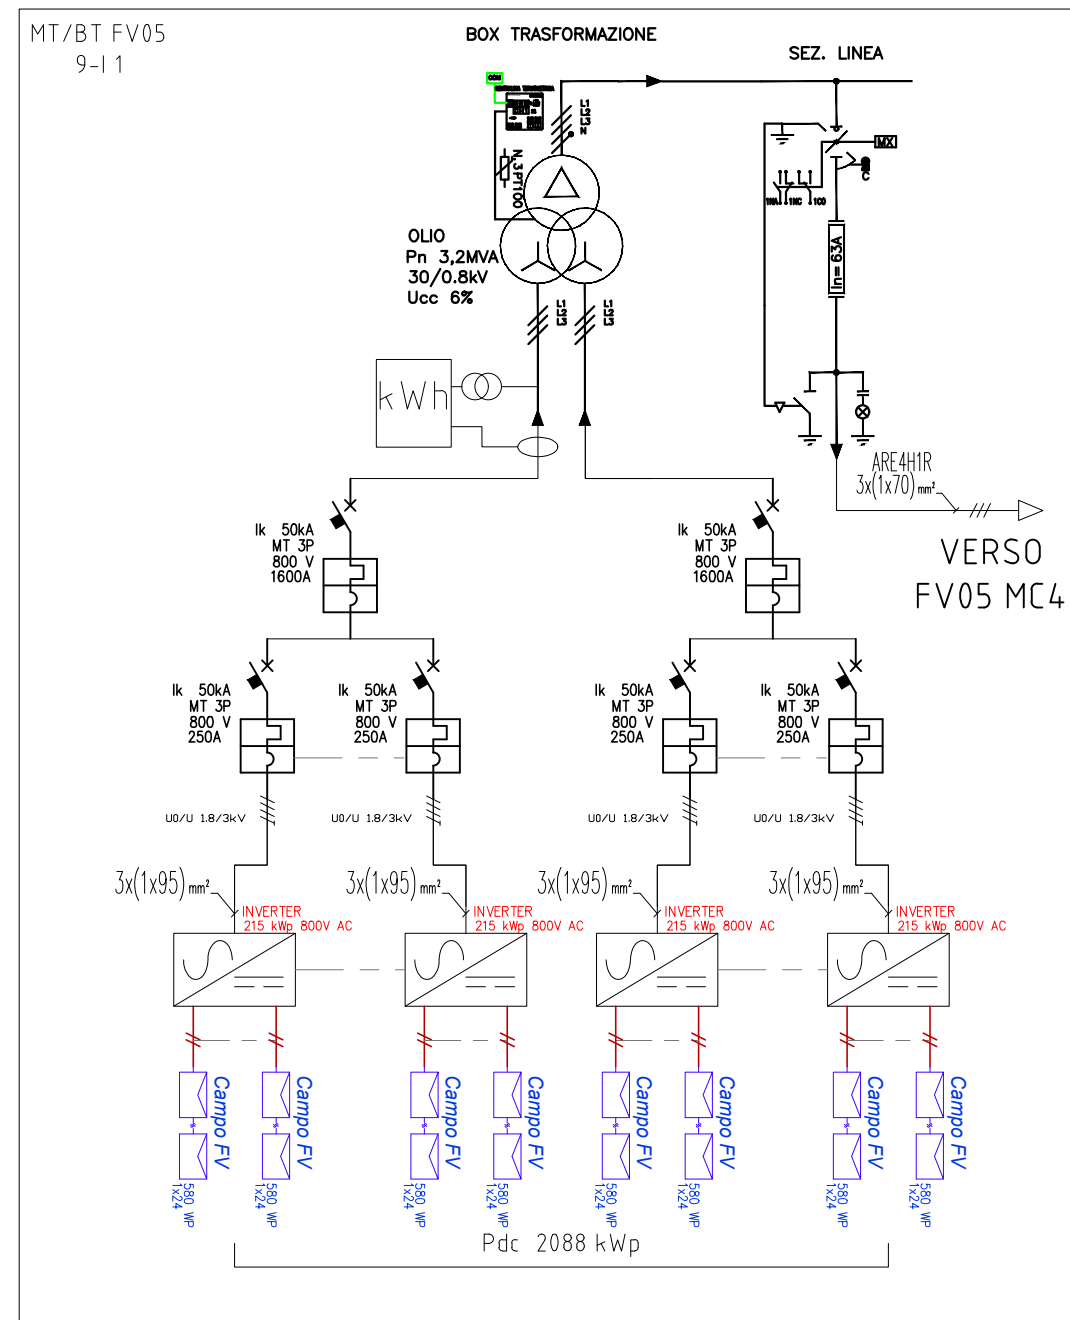 MT/BT FV05
9-I 1
BOX TRASFORMAZIONE
SEZ. LINEA
COM
L1
L2
L3
N
N.3PT100
MX
1NA
1NC
1CO
In= 63A
OLIO
Pn 3,2MVA
30/0.8kV
Ucc 6%
L1
L2
L3
L1
L2
L3
kWh
ARE4H1R
3x(1x70) mm²
VERSO
FV05 MC4
Ik 50kA
MT 3P
800 V
1600A
Ik 50kA
MT 3P
800 V
1600A
Ik 50kA
MT 3P
800 V
250A
Ik 50kA
MT 3P
800 V
250A
Ik 50kA
MT 3P
800 V
250A
Ik 50kA
MT 3P
800 V
250A
U0/U 1.8/3kV
U0/U 1.8/3kV
U0/U 1.8/3kV
U0/U 1.8/3kV
3x(1x95) mm²
3x(1x95) mm²
3x(1x95) mm²
3x(1x95) mm²
INVERTER
215 kWp 800V AC
INVERTER
215 kWp 800V AC
INVERTER
215 kWp 800V AC
INVERTER
215 kWp 800V AC
Campo FV
Campo FV
Campo FV
Campo FV
Campo FV
Campo FV
Campo FV
Campo FV
580 WP
1x24
580 WP
1x24
580 WP
1x24
580 WP
1x24
580 WP
1x24
580 WP
1x24
580 WP
1x24
580 WP
1x24
Pdc 2088 kWp